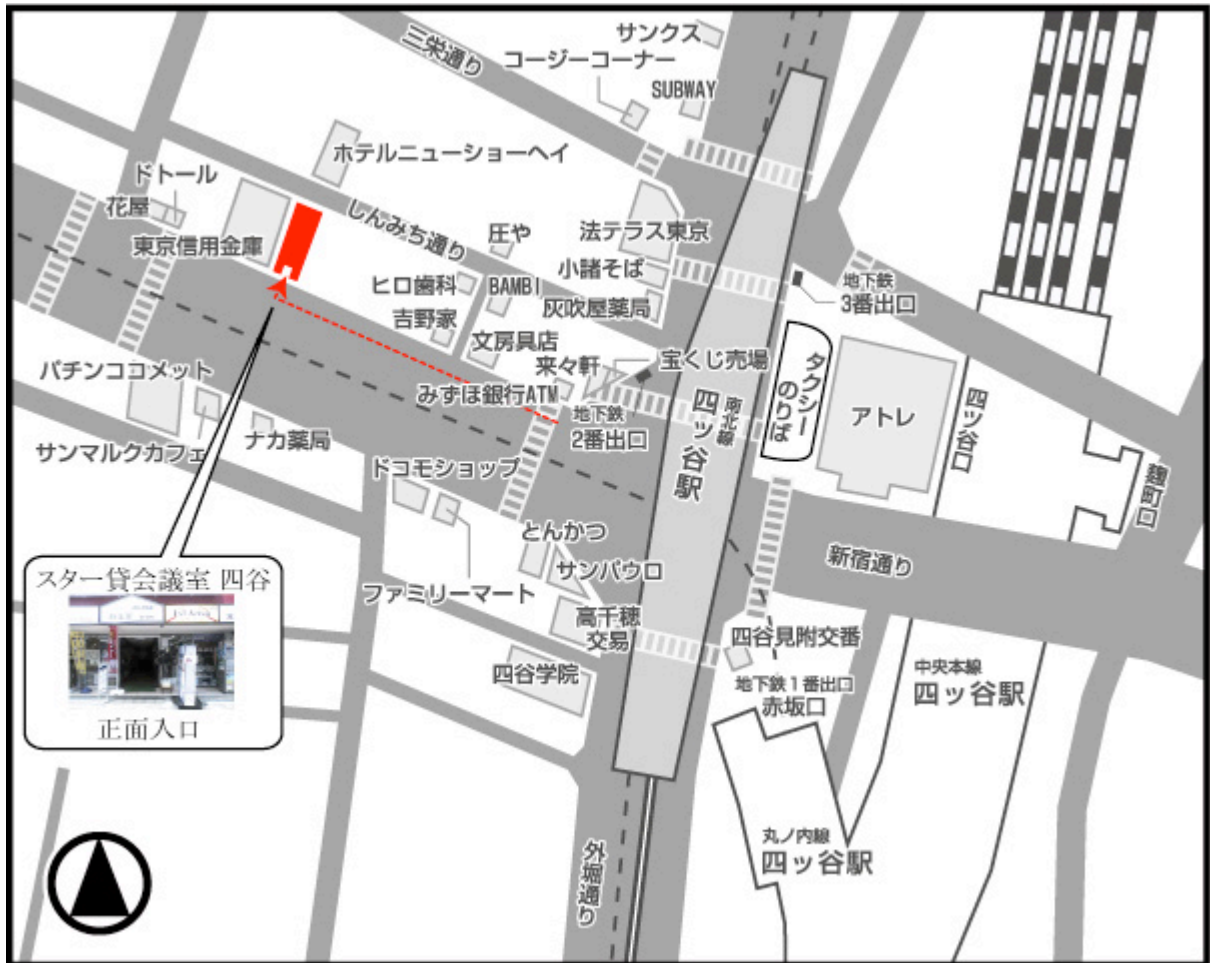 サンクス
三栄通り
コージーコーナー
SUBWAY
ホテルニューショーヘイ
ドトール
花屋
東京信用金庫
しんみち通り
圧や
法テラス東京
小諸そば
ヒロ歯科
BAMBI
灰吹屋薬局
吉野家
文房具店
来々軒
宝くじ売場
みずほ銀行ATM
地下鉄
2番出口
地下鉄
3番出口
南北線
四ッ谷駅
タクシー
のりば
アトレ
四ッ谷口
麹町口
パチンココメット
サンマルクカフェ
ナカ薬局
ドコモショップ
とんかつ
サンパウロ
ファミリーマート
高千穂
交易
四谷学院
新宿通り
四谷見附交番
地下鉄1番出口
赤坂口
中央本線
四ッ谷駅
丸ノ内線
四ッ谷駅
外堀通り
スター貸会議室 四谷
正面入口